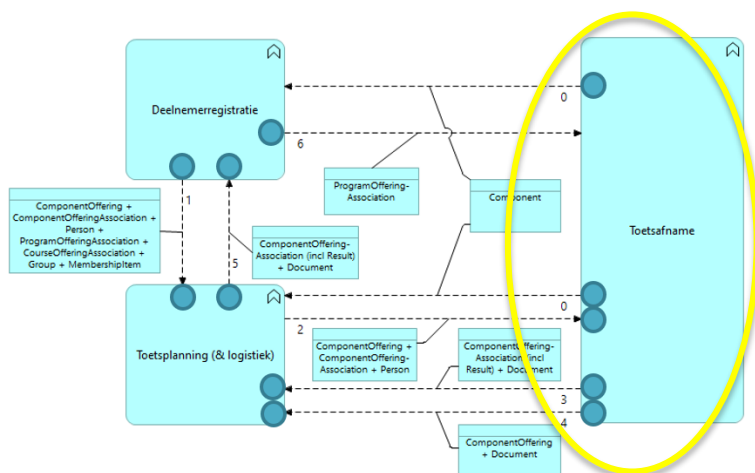 Deelnemerregistratie
0
6
1
ProgramOffering-
Association
Component
ComponentOffering +
ComponentOfferingAssociation +
Person +
ProgramOfferingAssociation +
CourseOfferingAssociation +
Group + MembershipItem
ComponentOffering-
Association (incl Result)
+ Document
5
Toetsafname
0
2
Toetsplanning (& logistiek)
ComponentOffering +
ComponentOffering-
Association + Person
ComponentOffering-
Association (incl
Result) + Document
3
4
ComponentOffering
+ Document